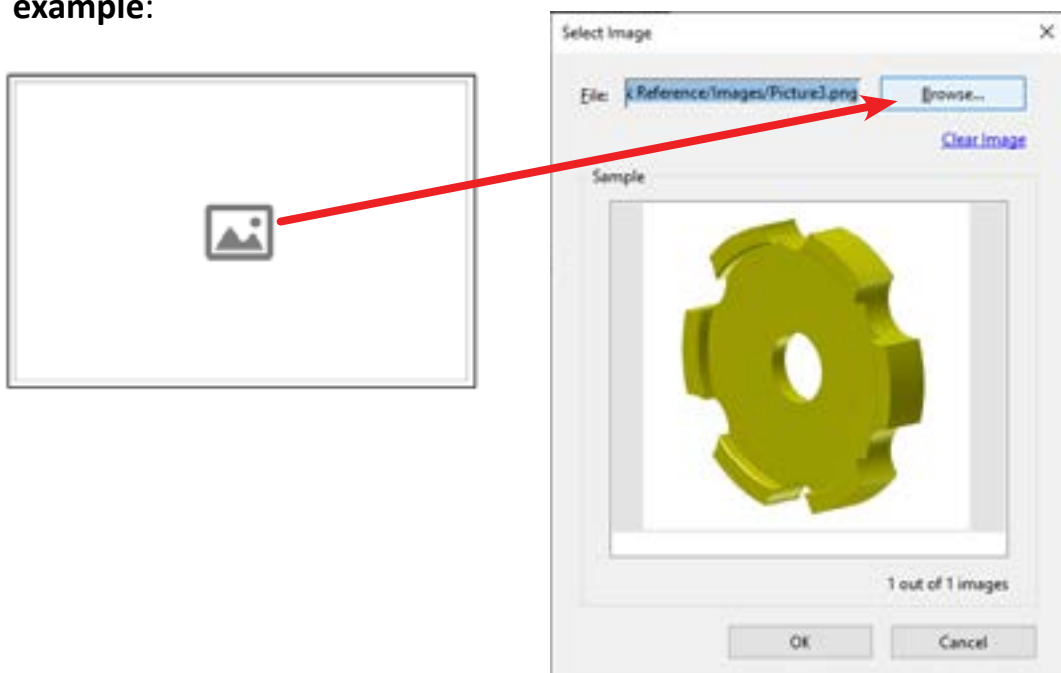 example:
Select Image
File: k Reference/Images/Picture3.png Browse...
Clear Image
Sample
1 out of 1 images
OK Cancel